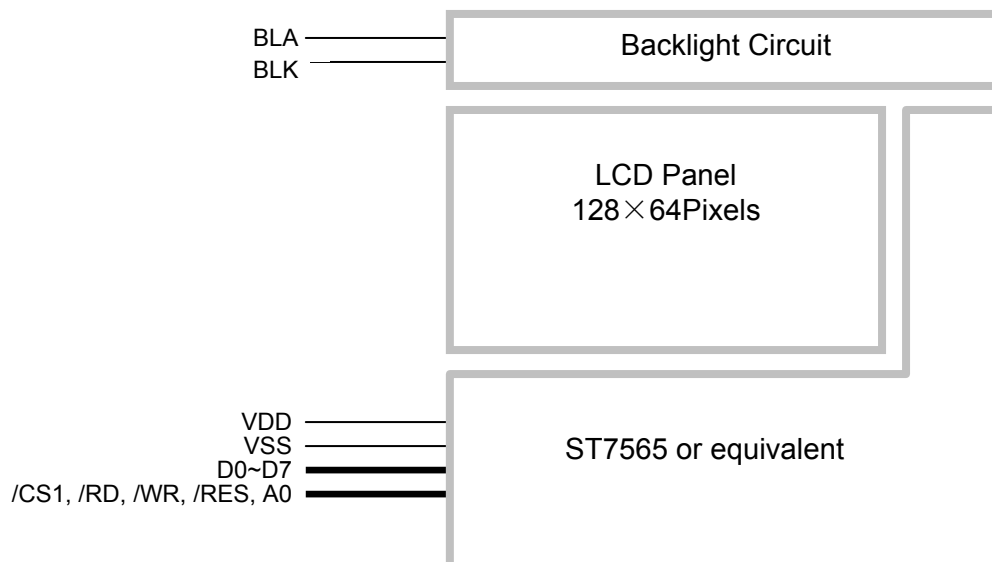 BLA
BLK
Backlight Circuit
LCD Panel
128×64Pixels
VDD
VSS
D0~D7
/CS1, /RD, /WR, /RES, A0
ST7565 or equivalent